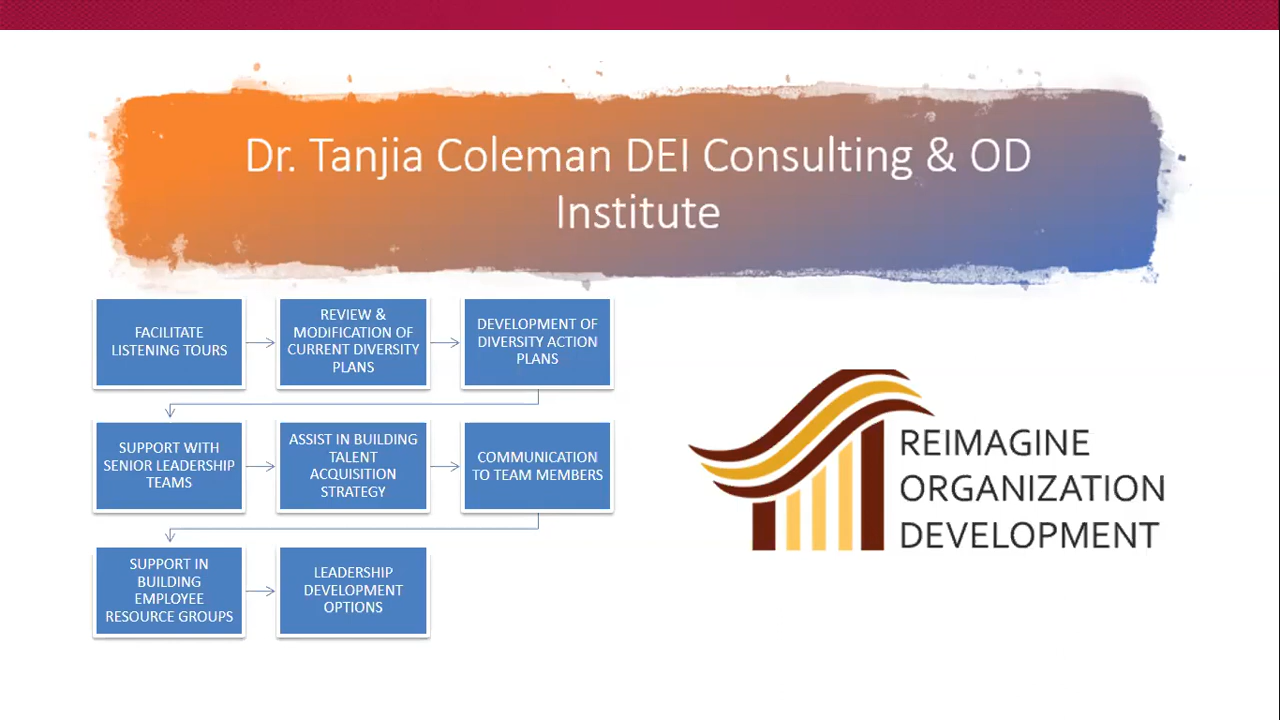 Dr. Tanjia Coleman DEI Consulting & OD
Institute
FACILITATE
LISTENING TOURS
REVIEW &
MODIFICATION OF
CURRENT DIVERSITY
PLANS
DEVELOPMENT OF
DIVERSITY ACTION
PLANS
SUPPORT WITH
SENIOR LEADERSHIP
TEAMS
ASSIST IN BUILDING
TALENT
ACQUISITION
STRATEGY
COMMUNICATION
TO TEAM MEMBERS
SUPPORT IN
BUILDING
EMPLOYEE
RESOURCE GROUPS
LEADERSHIP
DEVELOPMENT
OPTIONS
REIMAGINE
ORGANIZATION
DEVELOPMENT